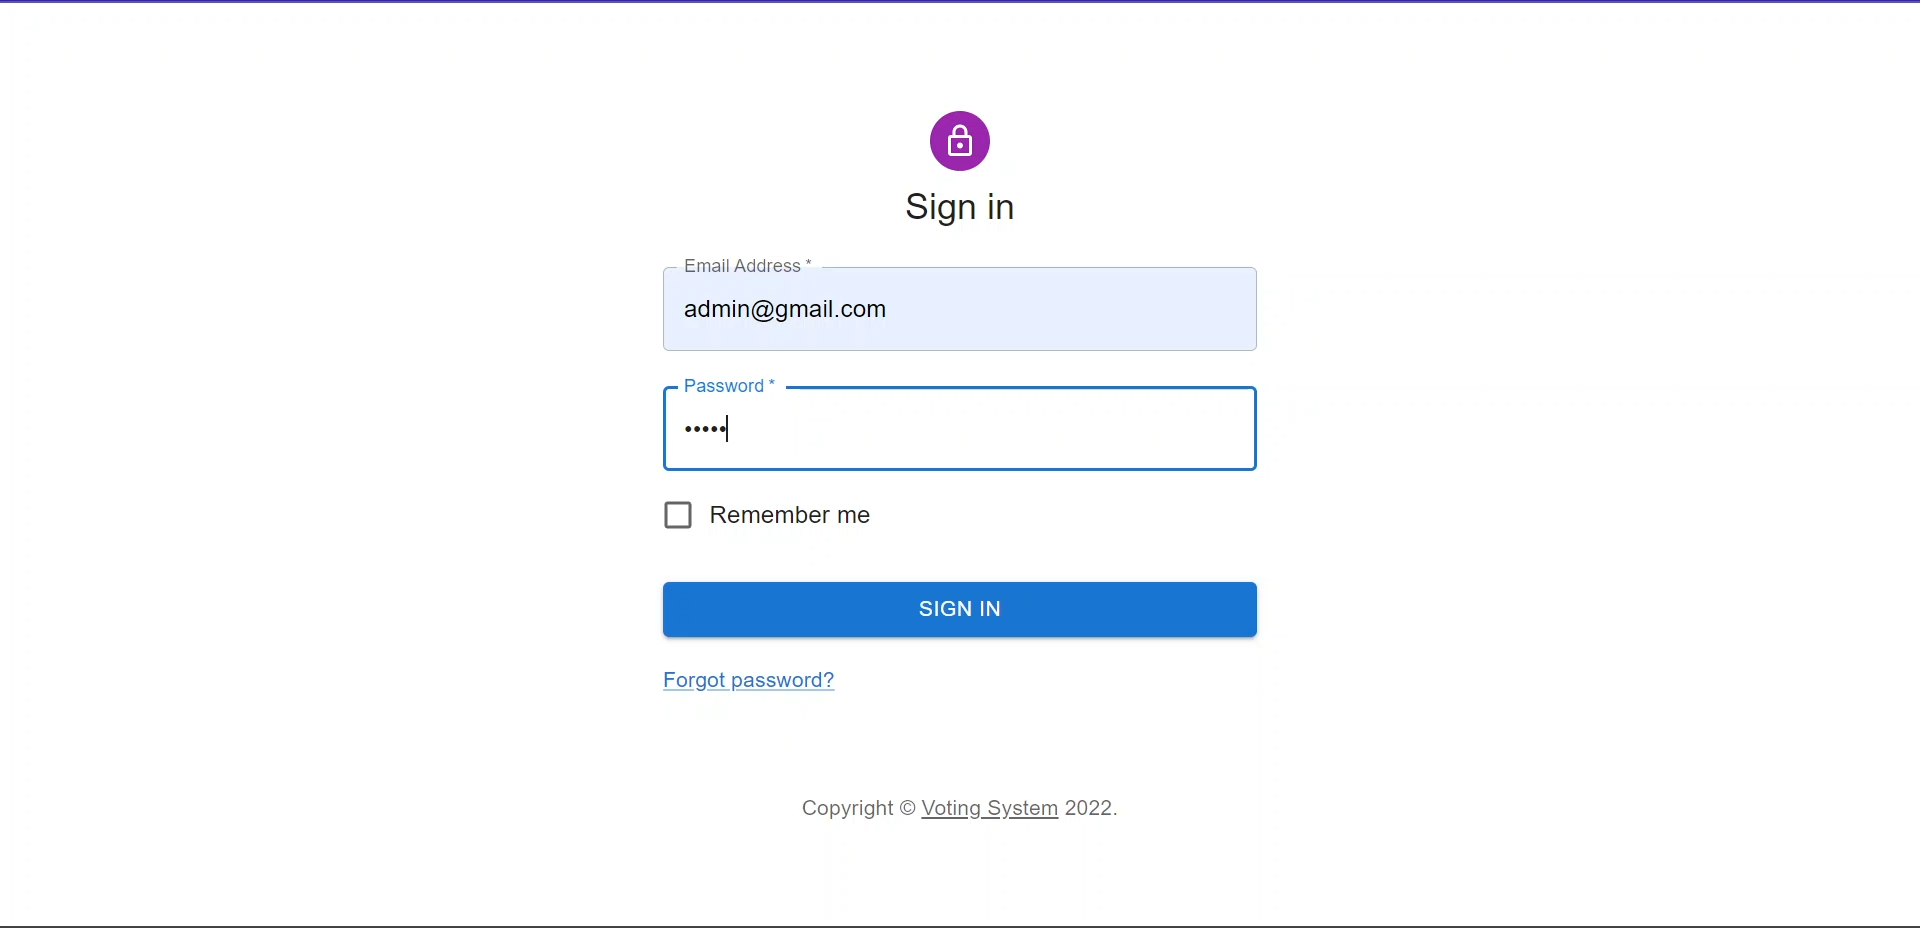 Sign in
Email Address *
admin@gmail.com
Password *
•••••
Remember me
SIGN IN
Forgot password?
Copyright © Voting System 2022.